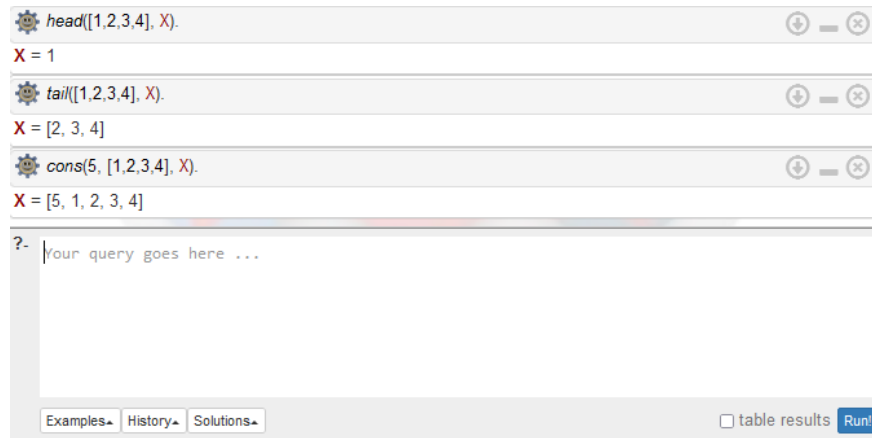 head([1,2,3,4], X).
X = 1
tail([1,2,3,4], X).
X = [2, 3, 4]
cons(5, [1,2,3,4], X).
X = [5, 1, 2, 3, 4]
?- Your query goes here ...
Examples History Solutions table results Run!